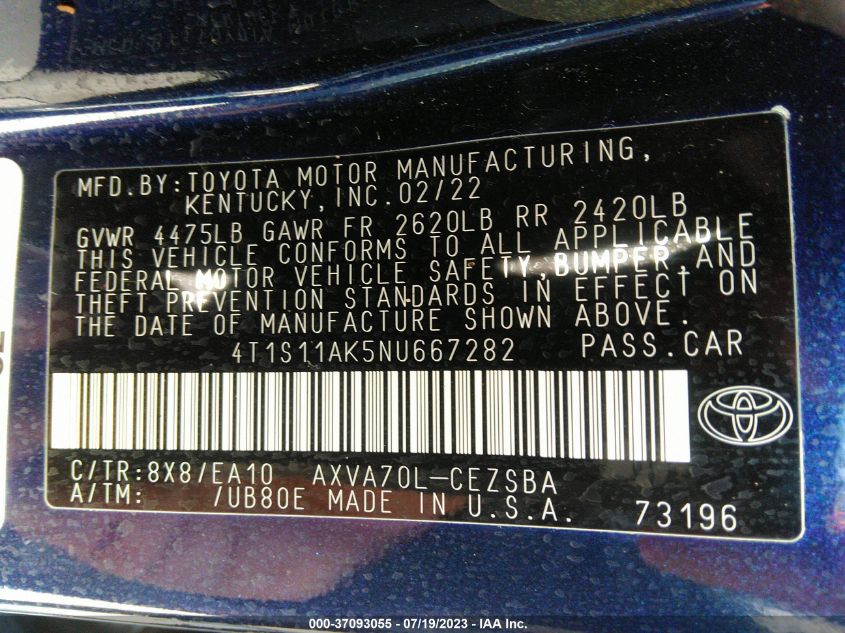 MFD.BY:TOYOTA MOTOR MANUFACTURING,
KENTUCKY,INC.02/22
GVWR 4475LB GAWR FR 2620LB RR 2420LB
THIS VEHICLE CONFORMS TO ALL APPLICABLE
FEDERAL MOTOR VEHICLE SAFETY,BUMPER,AND
THEFT PREVENTION STANDARDS IN EFFECT ON
THE DATE OF MANUFACTURE SHOWN ABOVE.
4T1S11AK5NU667282 PASS.CAR
C/TR:8X8/EA10 AXVA70L-CEZSBA
A/TM: /UB80E MADE IN U.S.A. 73196
000-37093055 - 07/19/2023 - IAA Inc.